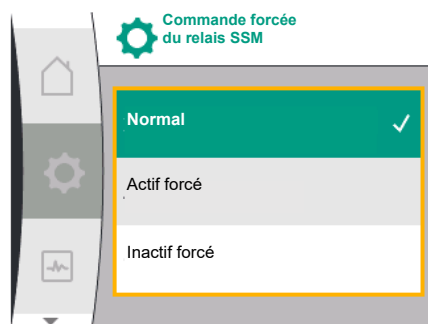 Commande forcée
du relais SSM
Normal
Actif forcé
Inactif forcé